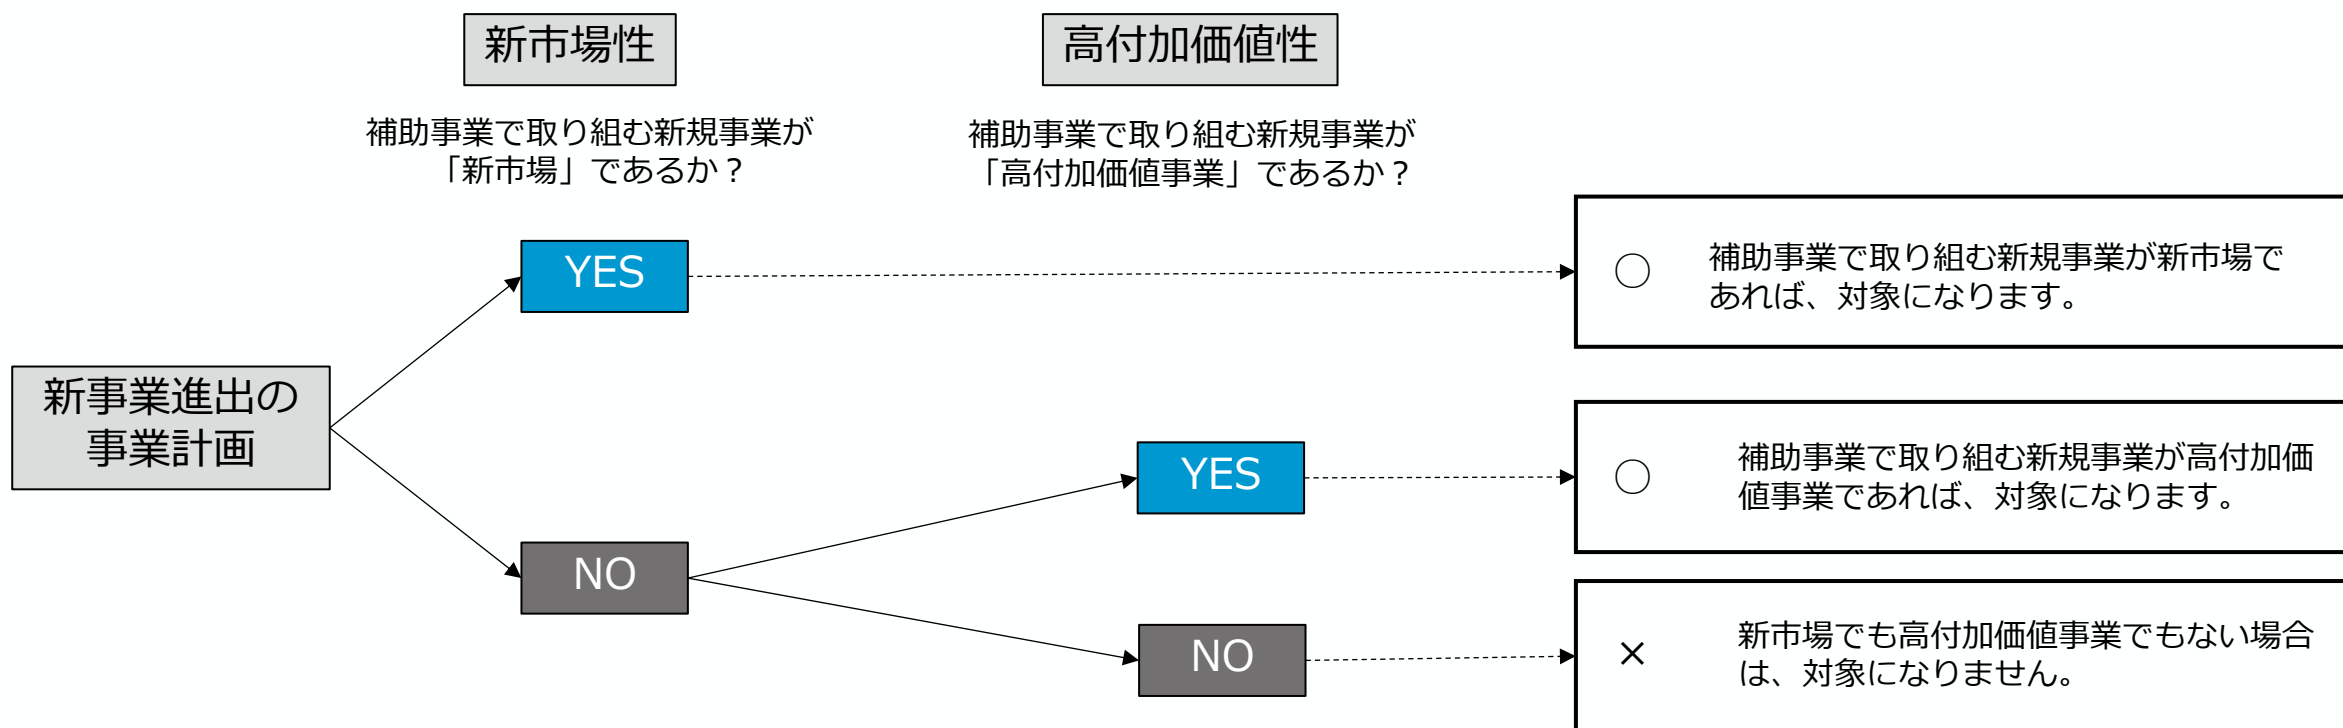 新市場性
高付加価値性
補助事業で取り組む新規事業が
「新市場」であるか？
補助事業で取り組む新規事業が
「高付加価値事業」であるか？
YES
○
補助事業で取り組む新規事業が新市場で
あれば、対象になります。
新事業進出の
事業計画
YES
○
補助事業で取り組む新規事業が高付加価
値事業であれば、対象になります。
NO
NO
×
新市場でも高付加価値事業でもない場合
は、対象になりません。